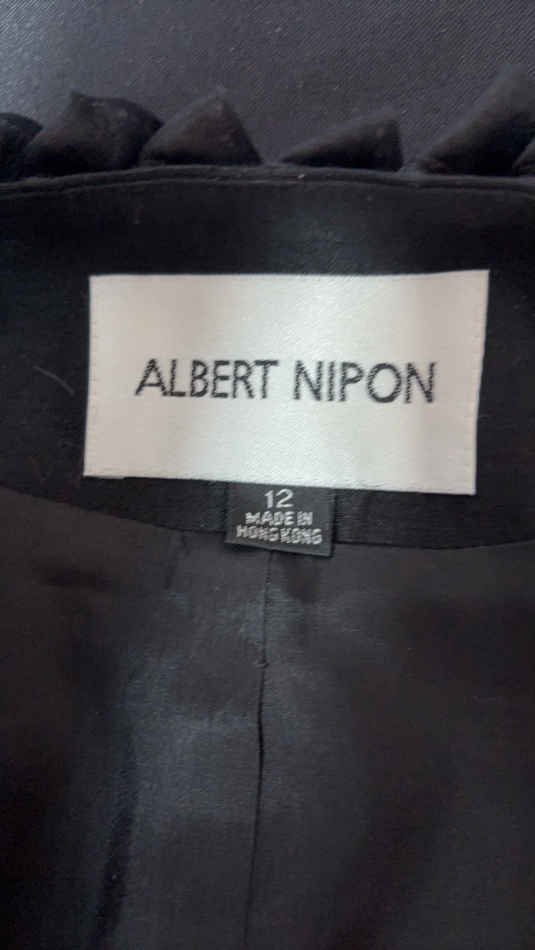 ALBERT NIPON
12
MADE IN
HONG KONG